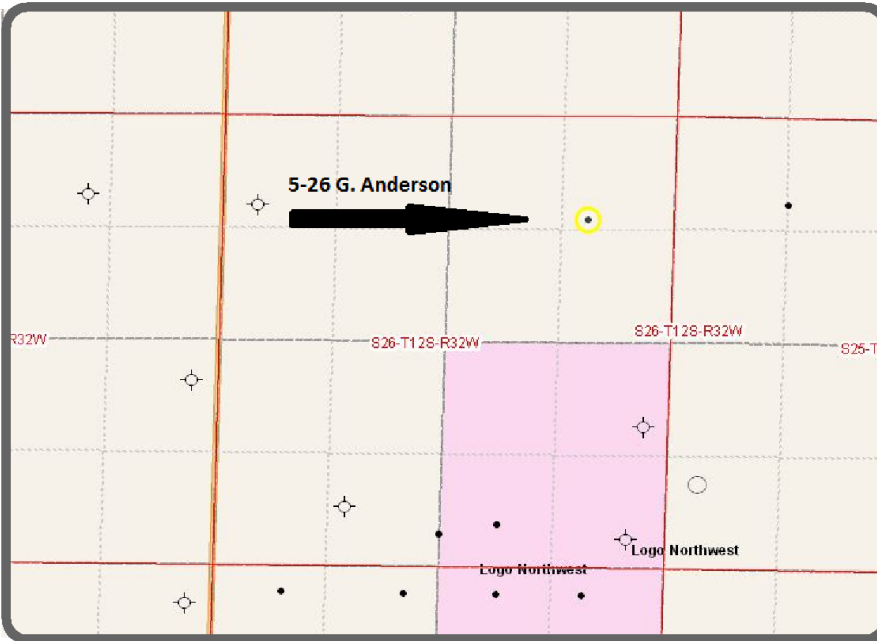 5-26 G. Anderson
S26-T12S-R32W
R32W
S26-T12S-R32W
S25-T
Logo Northwest
Logo Northwest